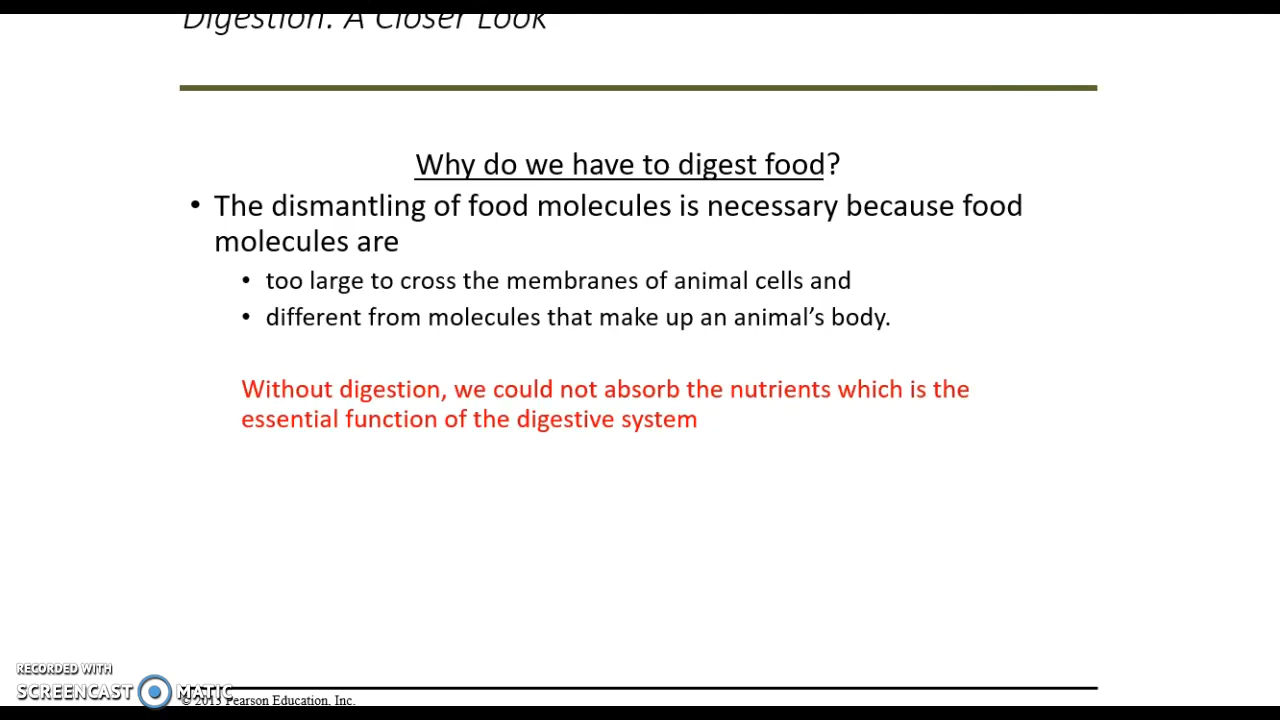 Digestion: A Closer Look
Why do we have to digest food?
• The dismantling of food molecules is necessary because food
molecules are
• too large to cross the membranes of animal cells and
• different from molecules that make up an animal’s body.
Without digestion, we could not absorb the nutrients which is the
essential function of the digestive system
RECORDED WITH
SCREENCAST MATIC
© 2013 Pearson Education, Inc.